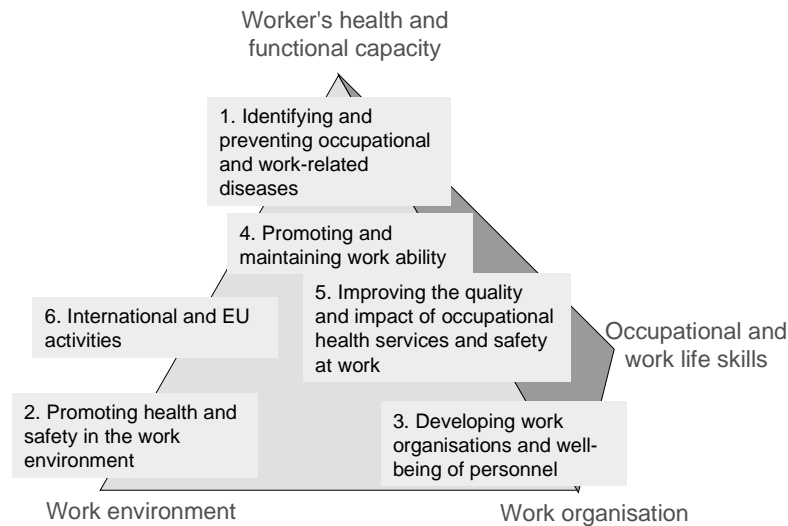 Worker's health and
functional capacity
1. Identifying and
preventing occupational
and work-related
diseases
4. Promoting and
maintaining work ability
5. Improving the quality
and impact of occupational
health services and safety
at work
6. International and EU
activities
Occupational and
work life skills
2. Promoting health and
safety in the work
environment
3. Developing work
organisations and well-
being of personnel
Work environment
Work organisation